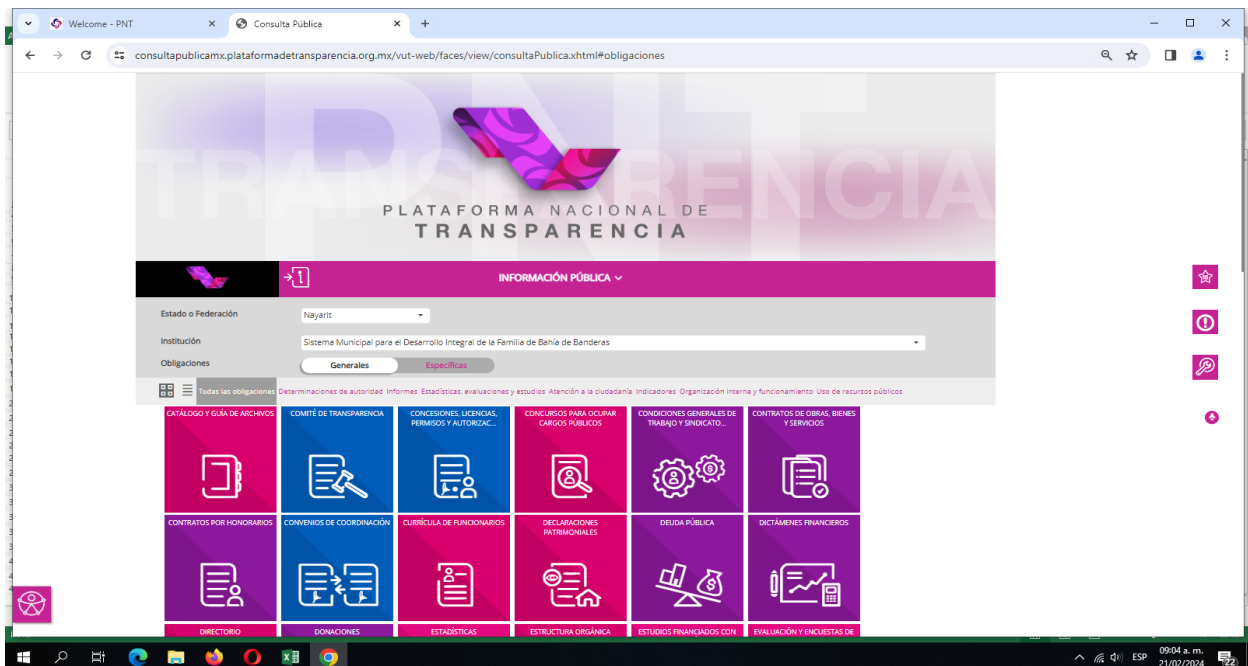 Welcome - PNT
Consulta Pública
consultapublicamx.plataformadetransparencia.org.mx/vut-web/faces/view/consultaPublica.xhtml#obligaciones
PNT
TRANSPARENCIA
PLATAFORMA NACIONAL DE
TRANSPARENCIA
INFORMACIÓN PÚBLICA
Estado o Federación
Nayarit
Institución
Sistema Municipal para el Desarrollo Integral de la Familia de Bahía de Banderas
Obligaciones
Generales
Específicas
Todas las obligaciones Determinaciones de autoridad Informes Estadísticas, evaluaciones y estudios Atención a la ciudadanía Indicadores Organización interna y funcionamiento Uso de recursos públicos
CATÁLOGO Y GUÍA DE ARCHIVOS
COMITÉ DE TRANSPARENCIA
CONCESIONES, LICENCIAS,
PERMISOS Y AUTORIZAC...
CONCURSOS PARA OCUPAR
CARGOS PÚBLICOS
CONDICIONES GENERALES DE
TRABAJO Y SINDICATO...
CONTRATOS DE OBRAS, BIENES
Y SERVICIOS
CONTRATOS POR HONORARIOS
CONVENIOS DE COORDINACIÓN
CURRÍCULA DE FUNCIONARIOS
DECLARACIONES
PATRIMONIALES
DEUDA PÚBLICA
DICTÁMENES FINANCIEROS
DIRECTORIO
DONACIONES
ESTADÍSTICAS
ESTRUCTURA ORGÁNICA
ESTUDIOS FINANCIADOS CON
EVALUACIÓN Y ENCUESTAS DE
ESP
09:04 a. m.
21/02/2024
22